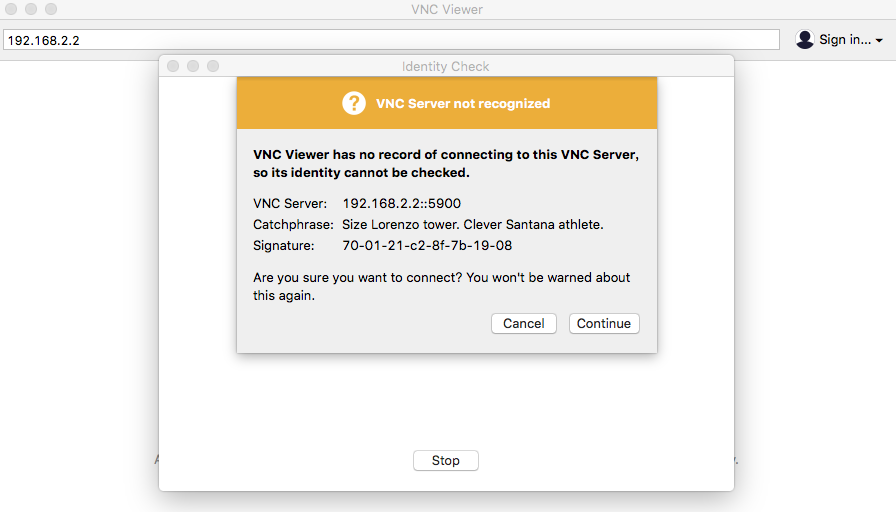 VNC Viewer
192.168.2.2
Sign in...
Identity Check
? VNC Server not recognized
VNC Viewer has no record of connecting to this VNC Server,
so its identity cannot be checked.
VNC Server: 192.168.2.2::5900
Catchphrase: Size Lorenzo tower. Clever Santana athlete.
Signature: 70-01-21-c2-8f-7b-19-08
Are you sure you want to connect? You won't be warned about
this again.
Cancel Continue
Stop